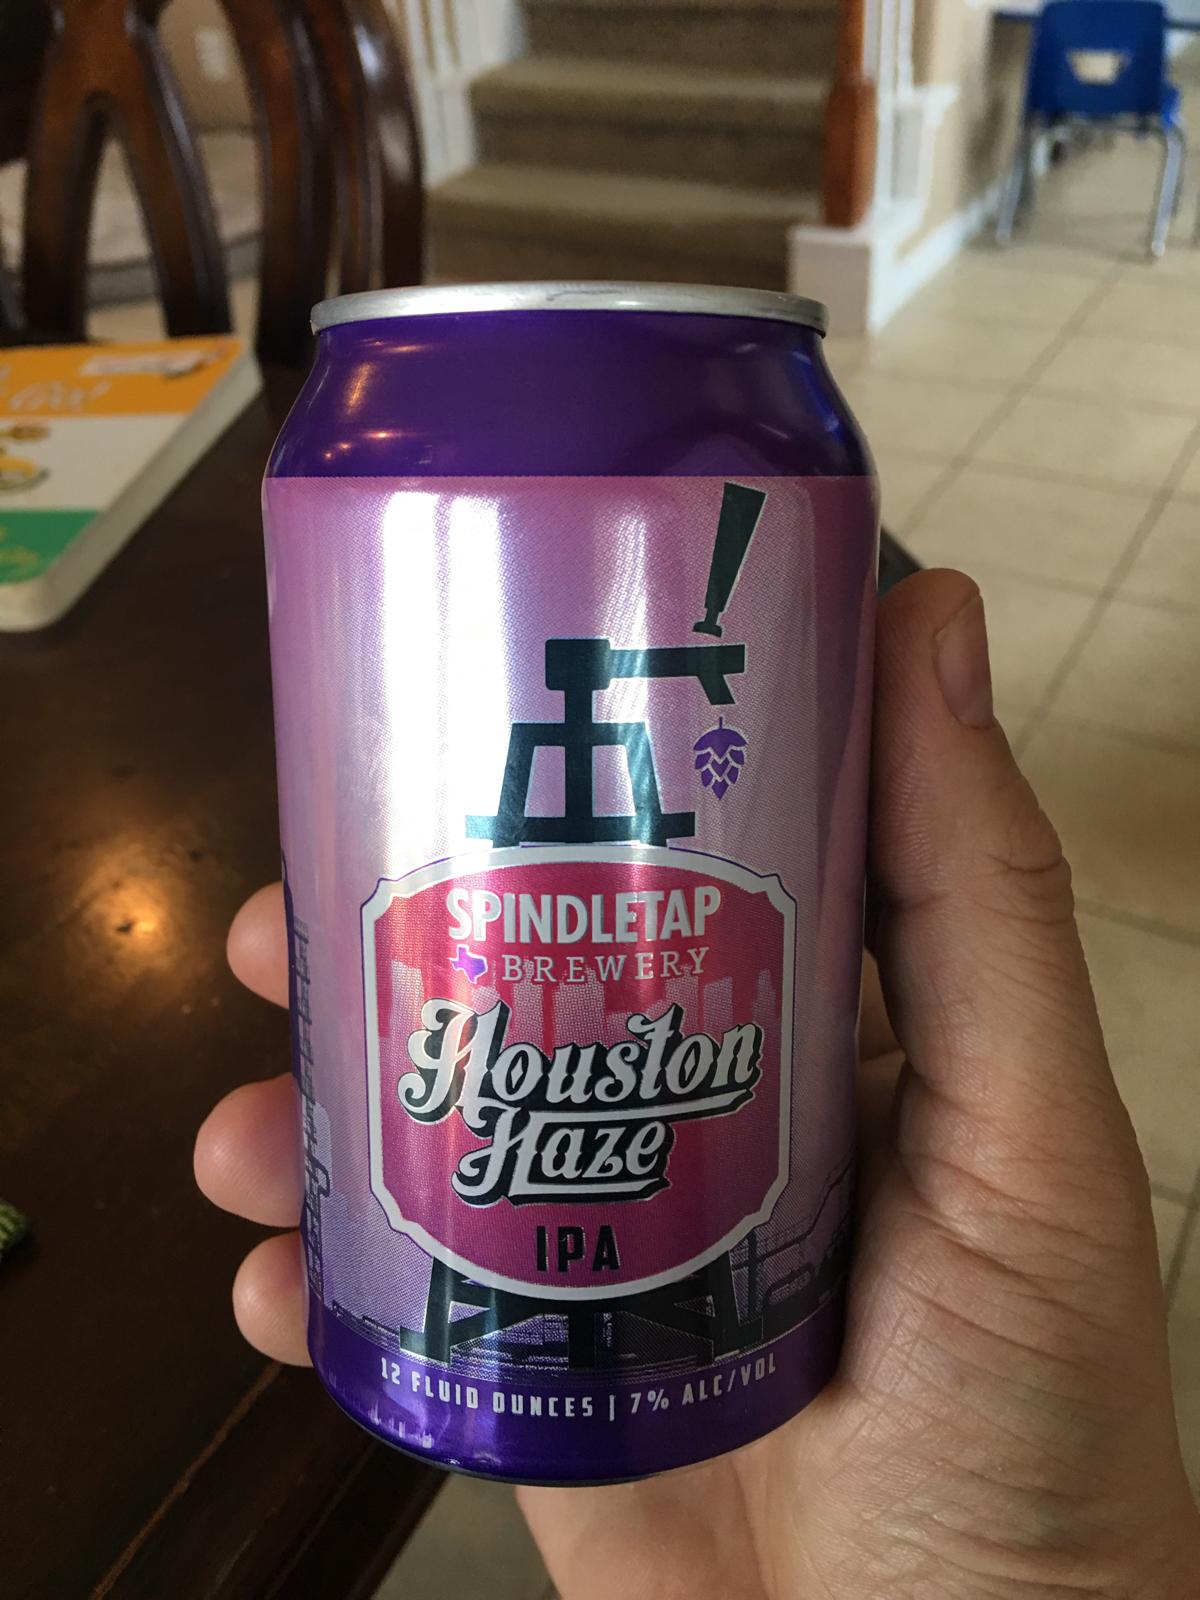 SPINDLETAP
BREWERY
Houston
Haze
IPA
12 FLUID OUNCES | 7% ALC/VOL